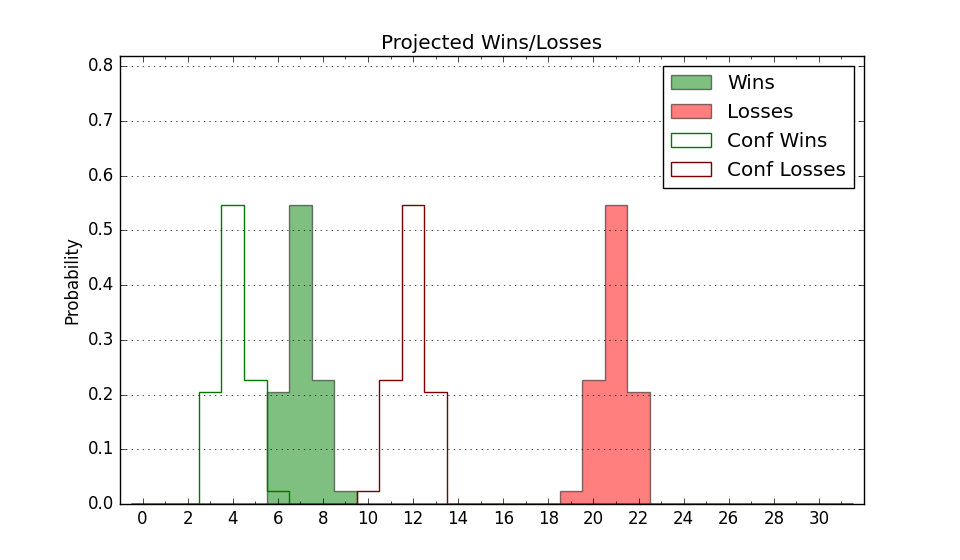 Projected Wins/Losses
Wins
Losses
Conf Wins
Conf Losses
Probability
0.8
0.7
0.6
0.5
0.4
0.3
0.2
0.1
0.0
0 2 4 6 8 10 12 14 16 18 20 22 24 26 28 30